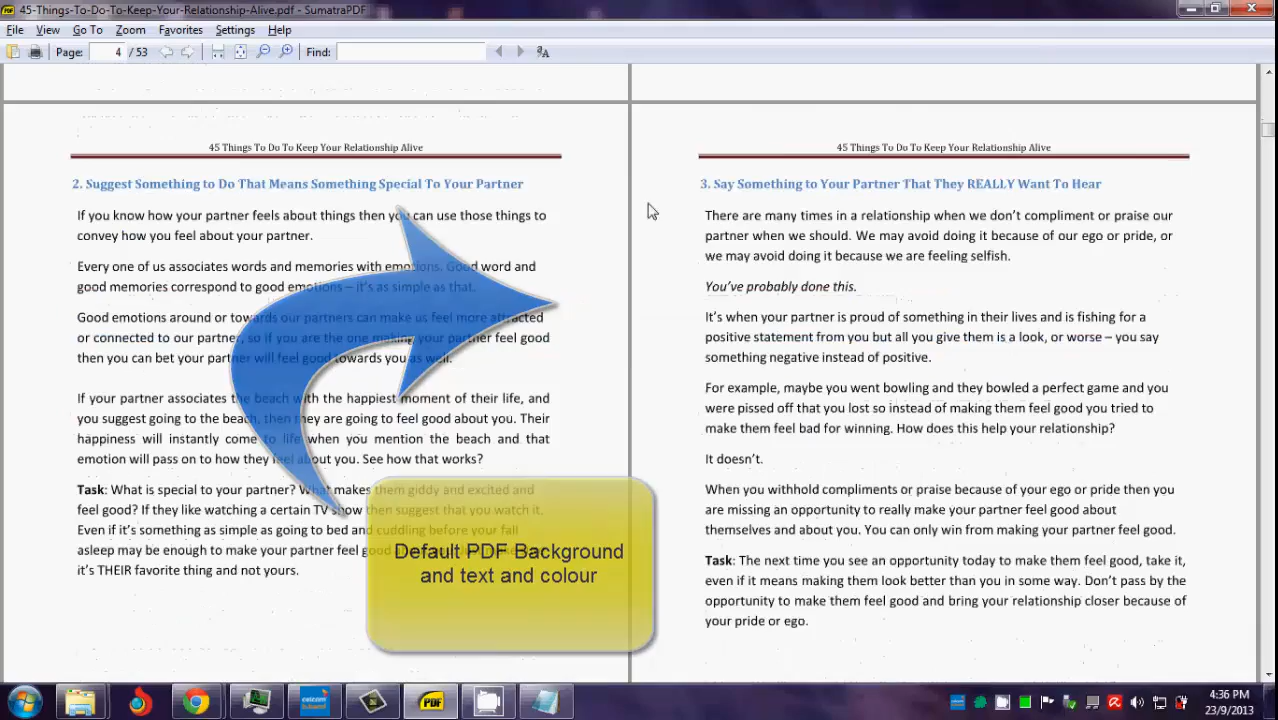 45-Things-To-Do-To-Keep-Your-Relationship-Alive.pdf - SumatraPDF
File View Go To Zoom Favorites Settings Help
Page: 4 / 53 Find:
45 Things To Do To Keep Your Relationship Alive
2. Suggest Something to Do That Means Something Special To Your Partner
If you know how your partner feels about things then you can use those things to
convey how you feel about your partner.
Every one of us associates words and memories with emotions. Good word and
good memories correspond to good emotions – it's as simple as that.
Good emotions around or towards our partners can make us feel more attracted
or connected to our partner, so if you are the one making your partner feel good
then you can bet your partner will feel good towards you as well.
If your partner associates the beach with the happiest moment of their life, and
you suggest going to the beach, then they are going to feel good about you. Their
happiness will instantly come to life when you mention the beach and that
emotion will pass on to how they feel about you. See how that works?
Task: What is special to your partner? What makes them giddy and excited and
feel good? If they like watching a certain TV show then suggest that you watch it.
Even if it's something as simple as going to bed and cuddling before your fall
asleep may be enough to make your partner feel good
it's THEIR favorite thing and not yours.
Default PDF Background
and text and colour
45 Things To Do To Keep Your Relationship Alive
3. Say Something to Your Partner That They REALLY Want To Hear
There are many times in a relationship when we don't compliment or praise our
partner when we should. We may avoid doing it because of our ego or pride, or
we may avoid doing it because we are feeling selfish.
You've probably done this.
It's when your partner is proud of something in their lives and is fishing for a
positive statement from you but all you give them is a look, or worse – you say
something negative instead of positive.
For example, maybe you went bowling and they bowled a perfect game and you
were pissed off that you lost so instead of making them feel good you tried to
make them feel bad for winning. How does this help your relationship?
It doesn't.
When you withhold compliments or praise because of your ego or pride then you
are missing an opportunity to really make your partner feel good about
themselves and about you. You can only win from making your partner feel good.
Task: The next time you see an opportunity today to make them feel good, take it,
even if it means making them look better than you in some way. Don't pass by the
opportunity to make them feel good and bring your relationship closer because of
your pride or ego.
PDF
4:36 PM
23/9/2013